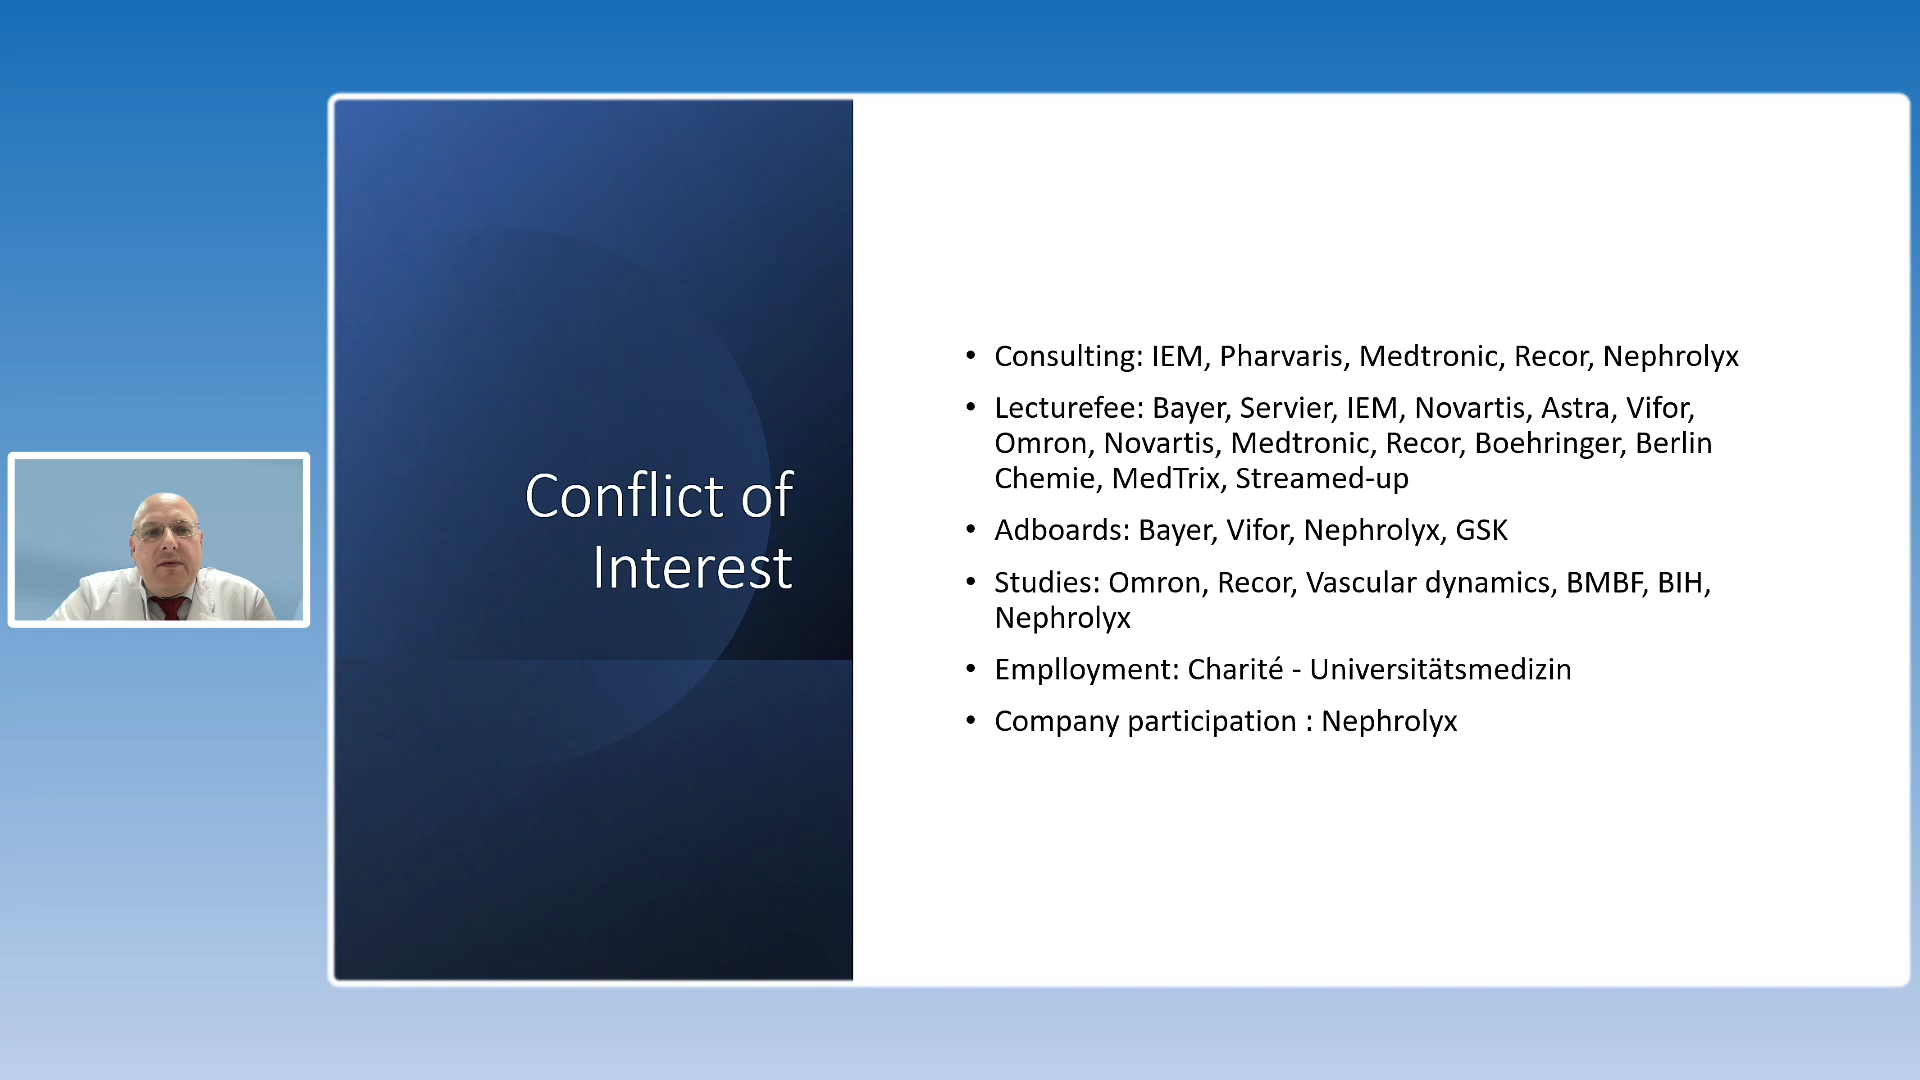 Conflict of
Interest
• Consulting: IEM, Pharvaris, Medtronic, Recor, Nephrolyx
• Lecturefee: Bayer, Servier, IEM, Novartis, Astra, Vifor,
Omron, Novartis, Medtronic, Recor, Boehringer, Berlin
Chemie, MedTrix, Streamed-up
• Adboards: Bayer, Vifor, Nephrolyx, GSK
• Studies: Omron, Recor, Vascular dynamics, BMBF, BIH,
Nephrolyx
• Emplloyment: Charité - Universitätsmedizin
• Company participation : Nephrolyx